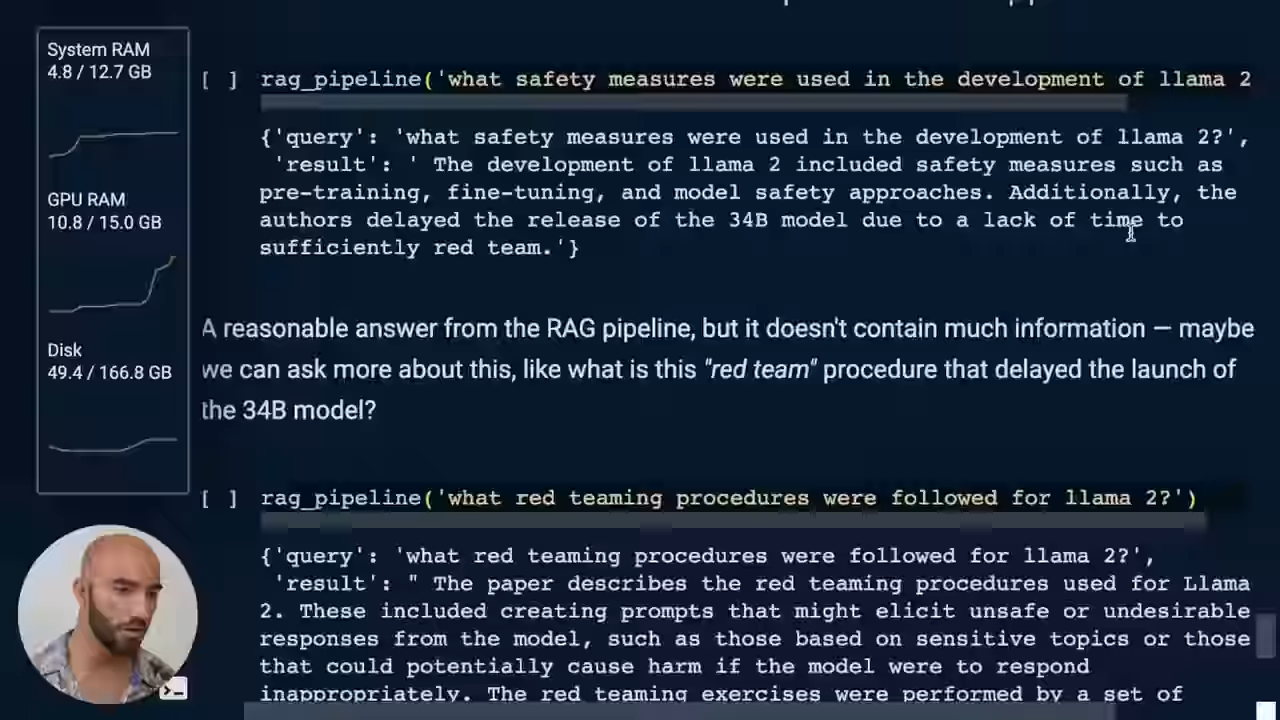 System RAM
4.8 / 12.7 GB
GPU RAM
10.8 / 15.0 GB
Disk
49.4 / 166.8 GB
[ ] rag_pipeline('what safety measures were used in the development of llama 2
{'query': 'what safety measures were used in the development of llama 2?',
'result': ' The development of llama 2 included safety measures such as
pre-training, fine-tuning, and model safety approaches. Additionally, the
authors delayed the release of the 34B model due to a lack of time to
sufficiently red team.'}
A reasonable answer from the RAG pipeline, but it doesn't contain much information — maybe
we can ask more about this, like what is this "red team" procedure that delayed the launch of
the 34B model?
[ ] rag_pipeline('what red teaming procedures were followed for llama 2?')
{'query': 'what red teaming procedures were followed for llama 2?',
'result': " The paper describes the red teaming procedures used for Llama
2. These included creating prompts that might elicit unsafe or undesirable
responses from the model, such as those based on sensitive topics or those
that could potentially cause harm if the model were to respond
inappropriately. The red teaming exercises were performed by a set of